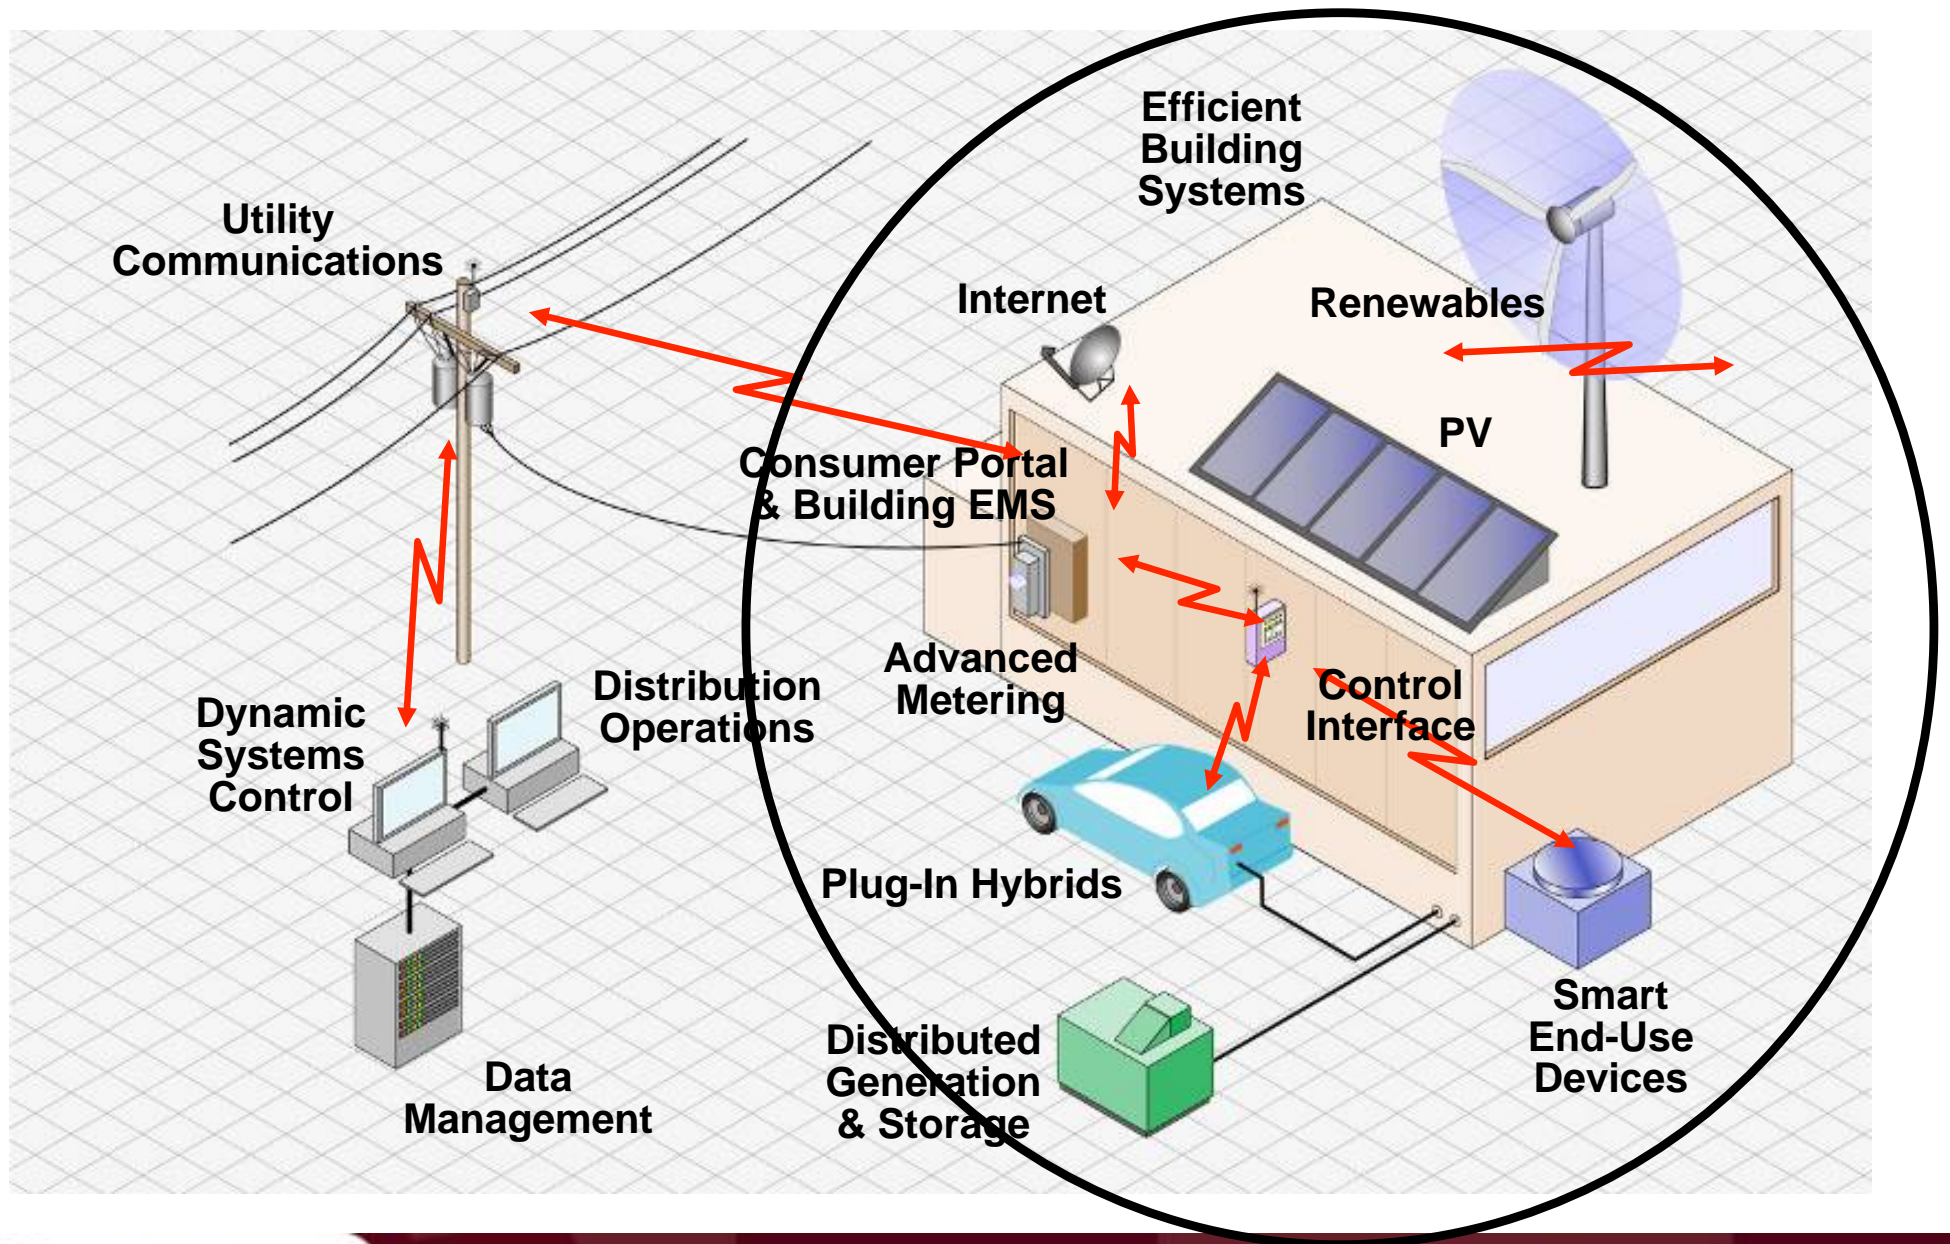 Efficient
Building
Systems
Utility
Communications
Internet
Renewables
PV
Consumer Portal
& Building EMS
Advanced
Metering
Control
Interface
Distribution
Operations
Dynamic
Systems
Control
Plug-In Hybrids
Smart
End-Use
Devices
Distributed
Generation
& Storage
Data
Management